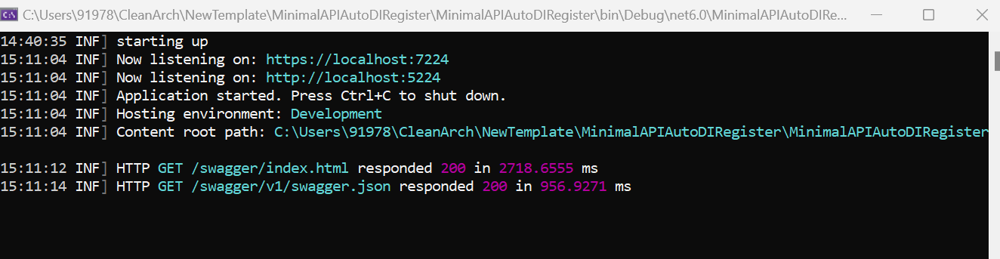 C:\Users\91978\CleanArch\NewTemplate\MinimalAPIAutoDIRegister\MinimalAPIAutoDIRegister\bin\Debug\net6.0\MinimalAPIAutoDIRe...
14:40:35 INF] starting up
15:11:04 INF] Now listening on: https://localhost:7224
15:11:04 INF] Now listening on: http://localhost:5224
15:11:04 INF] Application started. Press Ctrl+C to shut down.
15:11:04 INF] Hosting environment: Development
15:11:04 INF] Content root path: C:\Users\91978\CleanArch\NewTemplate\MinimalAPIAutoDIRegister\MinimalAPIAutoDIRegister
15:11:12 INF] HTTP GET /swagger/index.html responded 200 in 2718.6555 ms
15:11:14 INF] HTTP GET /swagger/v1/swagger.json responded 200 in 956.9271 ms